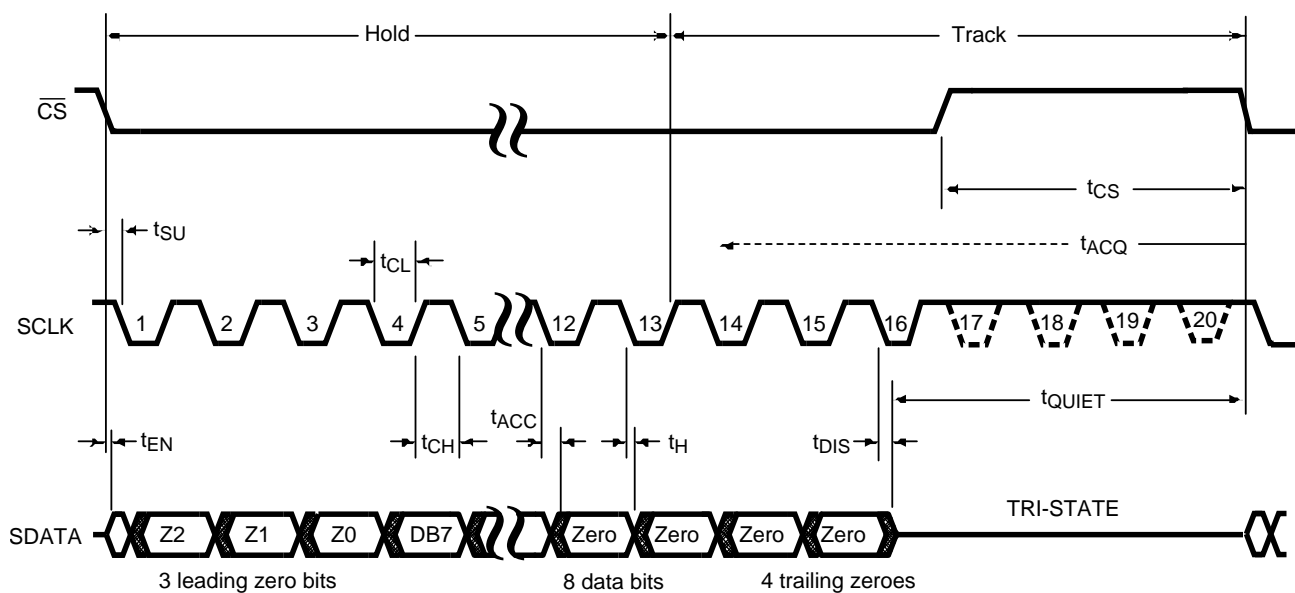 Hold Track
CS
tCS
tSU
tACQ
tCL
SCLK 1 2 3 4 5 12 13 14 15 16 17 18 19 20
tQUIET
tACC
tEN tCH tH tDIS
TRI-STATE
SDATA Z2 Z1 Z0 DB7 Zero Zero Zero Zero
3 leading zero bits 8 data bits 4 trailing zeroes